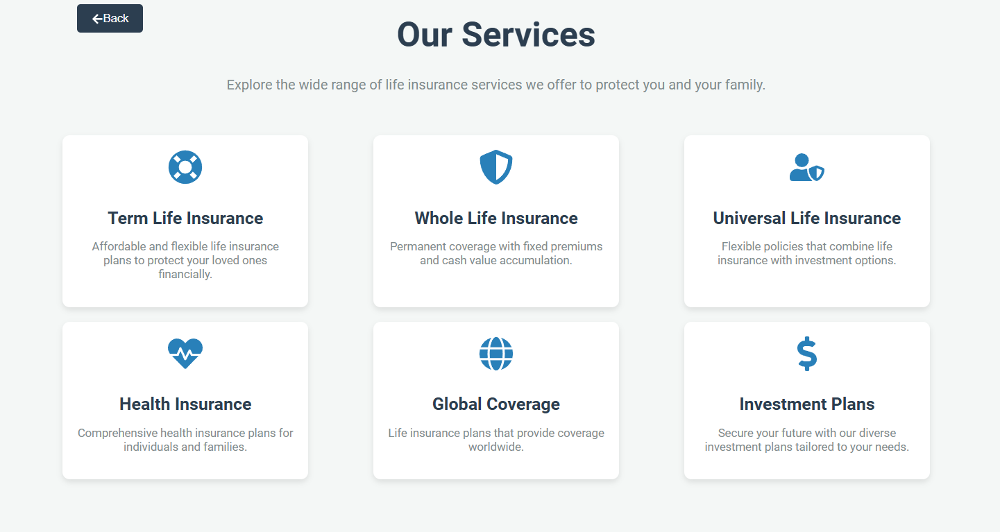 Back
Our Services
Explore the wide range of life insurance services we offer to protect you and your family.
Term Life Insurance
Affordable and flexible life insurance
plans to protect your loved ones
financially.
Whole Life Insurance
Permanent coverage with fixed premiums
and cash value accumulation.
Universal Life Insurance
Flexible policies that combine life
insurance with investment options.
Health Insurance
Comprehensive health insurance plans for
individuals and families.
Global Coverage
Life insurance plans that provide coverage
worldwide.
Investment Plans
Secure your future with our diverse
investment plans tailored to your needs.